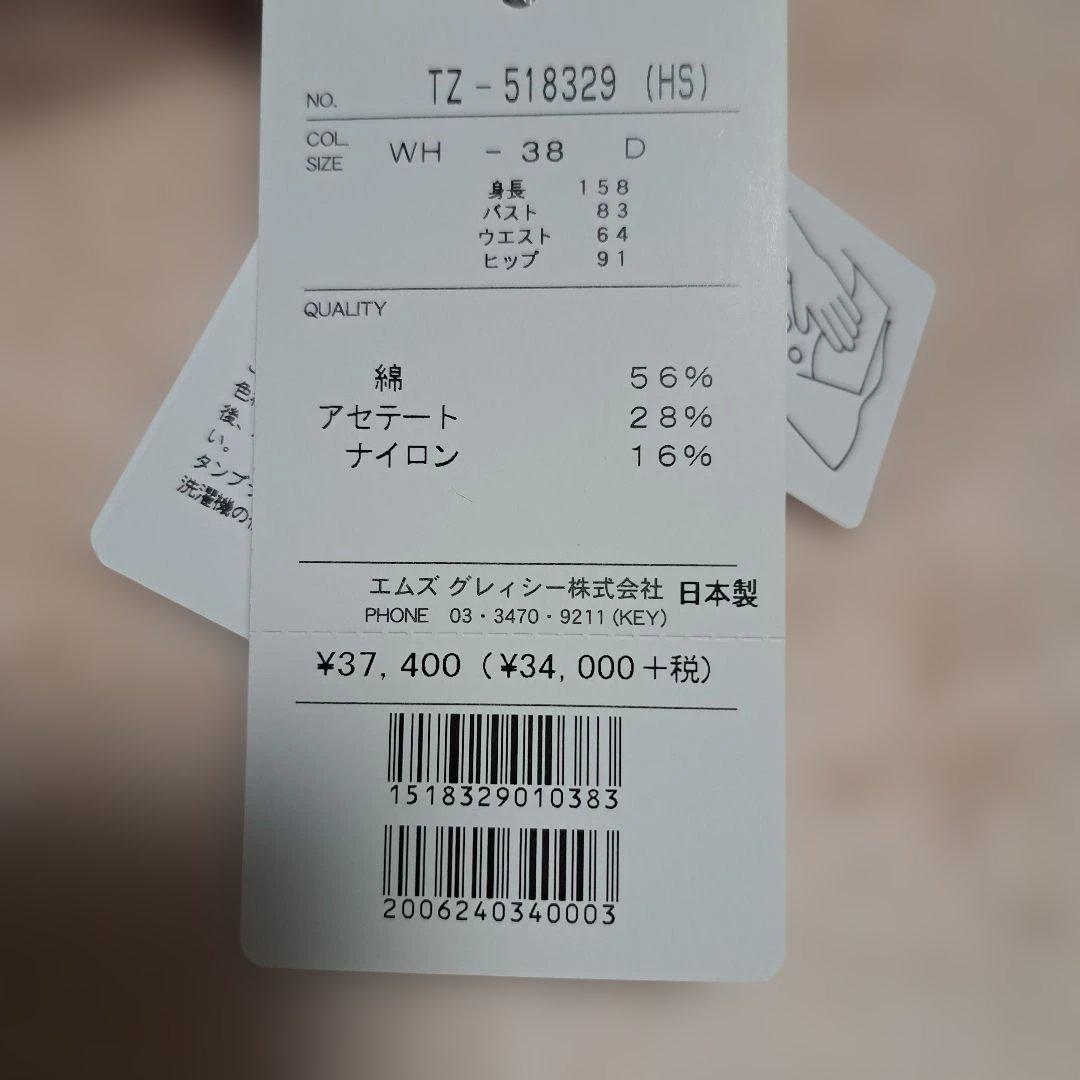 NO. TZ-518329 (HS)
COL.
SIZE WH - 38 D
身長 158
バスト 83
ウエスト 64
ヒップ 91
QUALITY
綿 56%
アセテート 28%
ナイロン 16%
エムズ グレィシー株式会社 日本製
PHONE 03・3470・9211(KEY)
¥37,400(¥34,000+税)
1518329010383
2006240340003
後、
い。
タンブ
洗濯機の